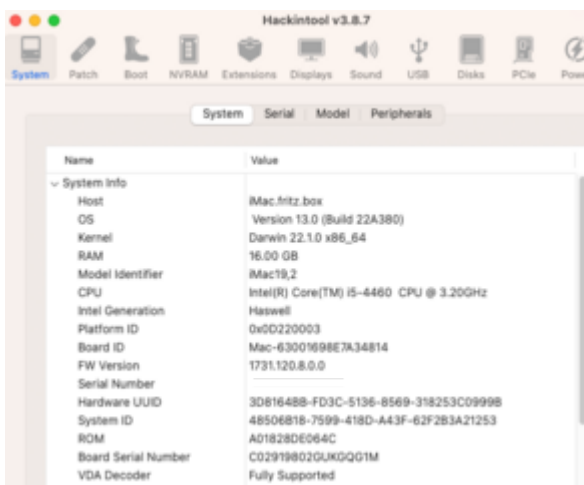 Hackintool v3.8.7
System Patch Boot NVRAM Extensions Displays Sound USB Disks PCIe Power
System Serial Model Peripherals
Name Value
System Info
Host iMac.fritz.box
OS Version 13.0 (Build 22A380)
Kernel Darwin 22.1.0 x86_64
RAM 16.00 GB
Model Identifier iMac19,2
CPU Intel(R) Core(TM) i5-4460 CPU @ 3.20GHz
Intel Generation Haswell
Platform ID 0x0D220003
Board ID Mac-63001698E7A34814
FW Version 1731.120.8.0.0
Serial Number
Hardware UUID 3D8164BB-FD3C-5136-8569-318253C0999B
System ID 48506B18-7599-418D-A43F-62F2B3A21253
ROM A01828DE064C
Board Serial Number C02919802GUKGQG1M
VDA Decoder Fully Supported